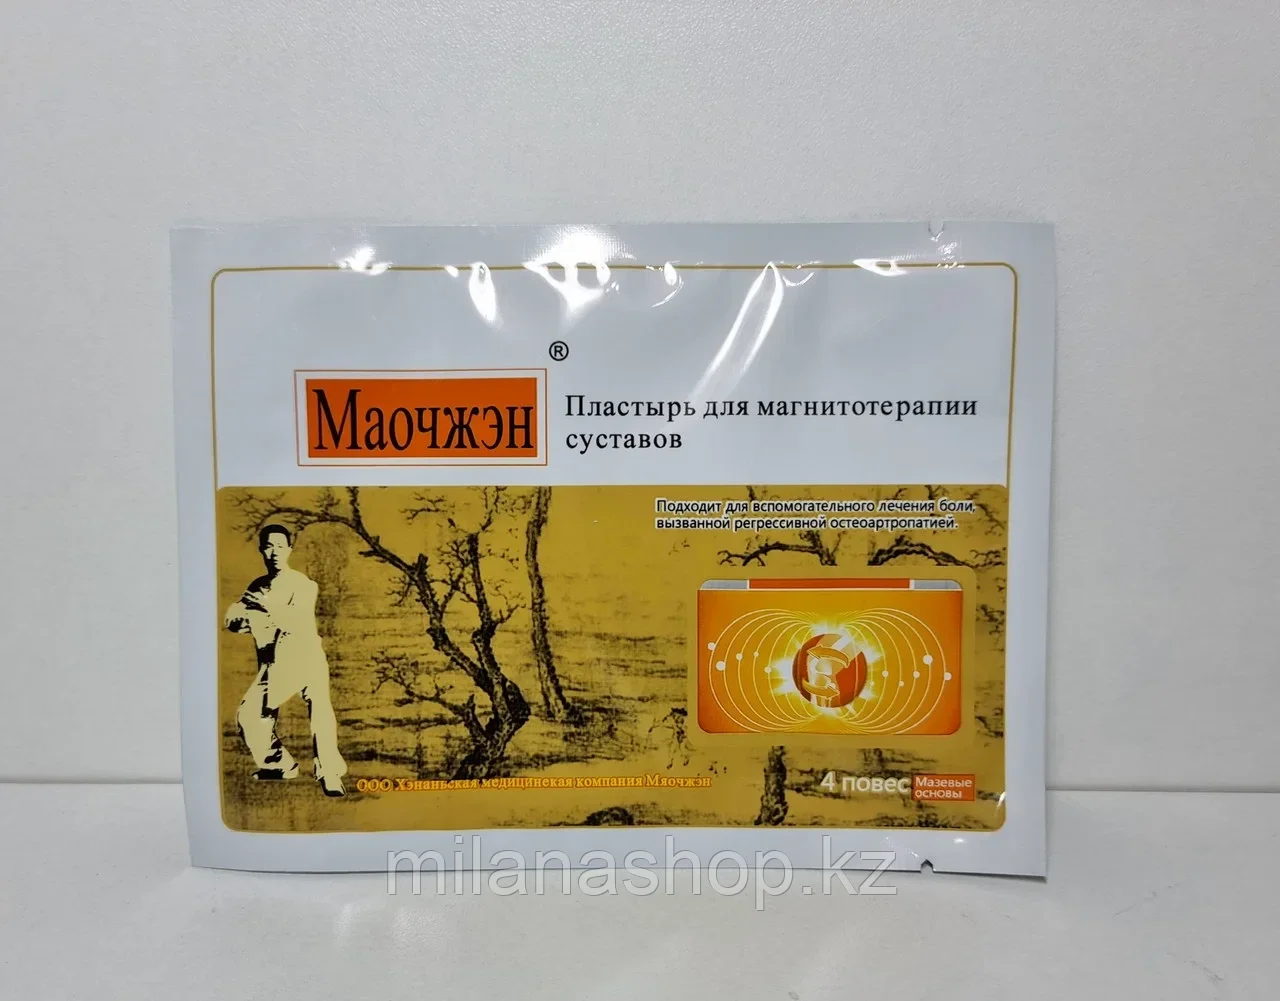 ®
Маочжэн
Пластырь для магнитотерапии
суставов
Подходит для вспомогательного лечения боли,
вызванной регрессивной остеоартропатией.
ООО Хэнаньская медицинская компания Мяочжэн
4 повес
Мазевые
основы
milanashop.kz